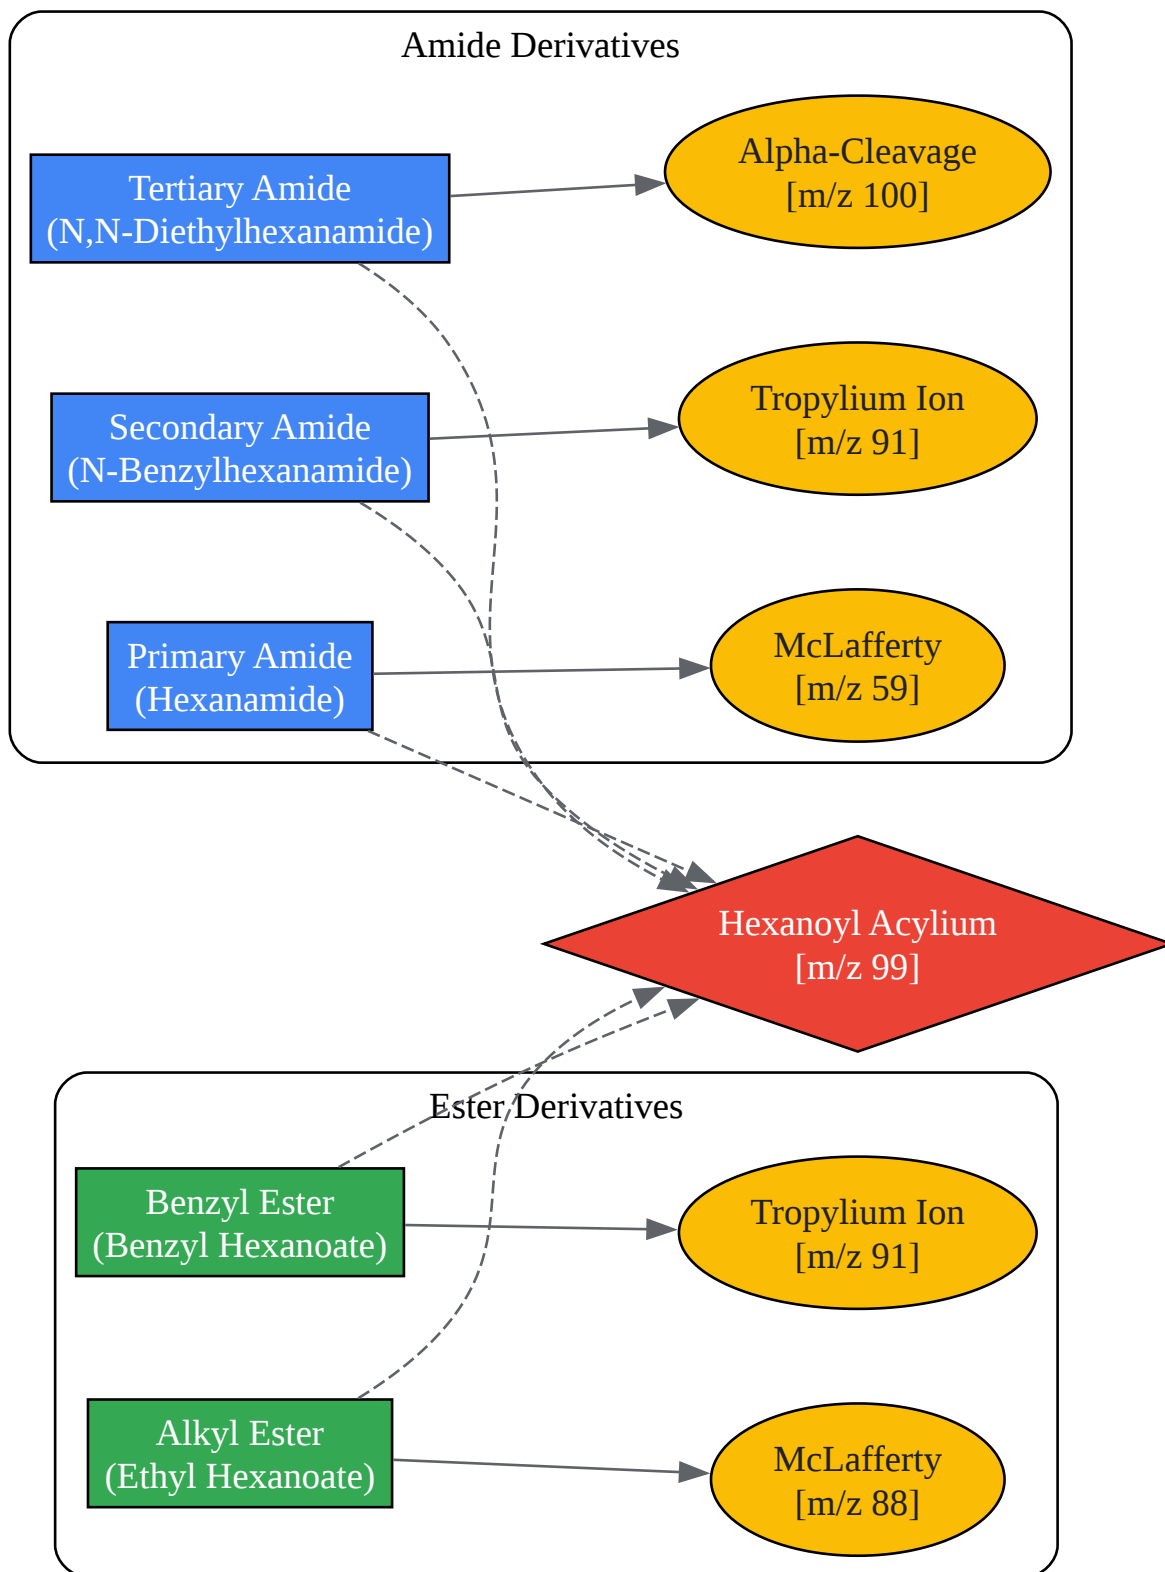 Amide Derivatives
Tertiary Amide
(N,N-Diethylhexanamide)
Alpha-Cleavage
[m/z 100]
Secondary Amide
(N-Benzylhexanamide)
Tropylium Ion
[m/z 91]
Primary Amide
(Hexanamide)
McLafferty
[m/z 59]
Hexanoyl Acylium
[m/z 99]
Ester Derivatives
Benzyl Ester
(Benzyl Hexanoate)
Tropylium Ion
[m/z 91]
Alkyl Ester
(Ethyl Hexanoate)
McLafferty
[m/z 88]